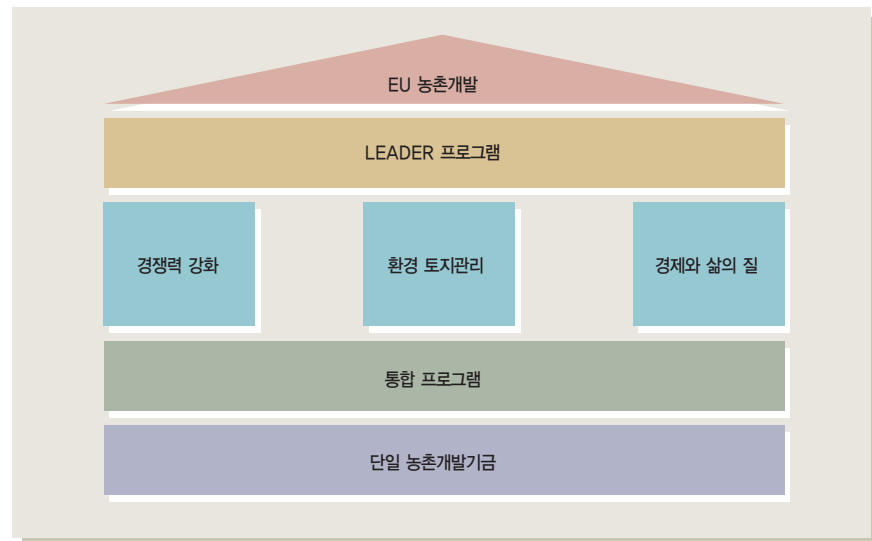 EU 농촌개발
LEADER 프로그램
경쟁력 강화
환경 토지관리
경제와 삶의 질
통합 프로그램
단일 농촌개발기금